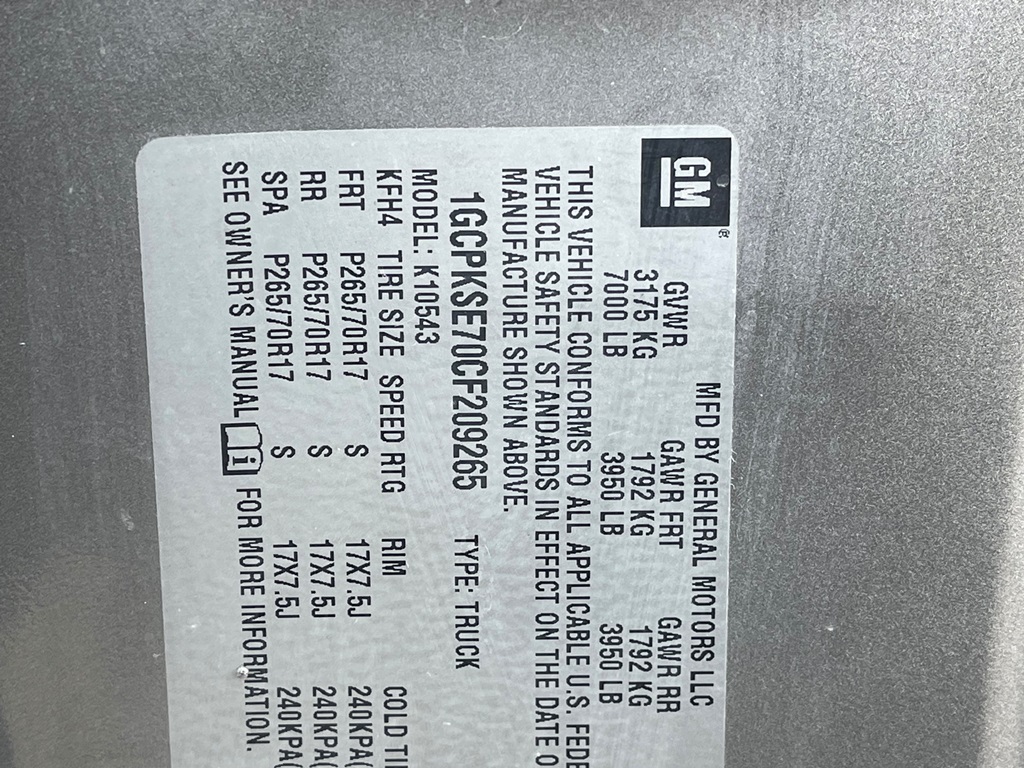 GM®
MFD BY GENERAL MOTORS LLC
GVWR GAWR FRT GAWR RR
3175 KG 1792 KG 1792 KG
7000 LB 3950 LB 3950 LB
THIS VEHICLE CONFORMS TO ALL APPLICABLE U.S. FEDE
VEHICLE SAFETY STANDARDS IN EFFECT ON THE DATE O
MANUFACTURE SHOWN ABOVE.
1GCPKSE70CF209265 TYPE: TRUCK
MODEL: K10543
KFH4 TIRE SIZE SPEED RTG RIM COLD TI
FRT P265/70R17 S 17X7.5J 240KPA(
RR P265/70R17 S 17X7.5J 240KPA(
SPA P265/70R17 S 17X7.5J 240KPA(
SEE OWNER'S MANUAL i FOR MORE INFORMATION.